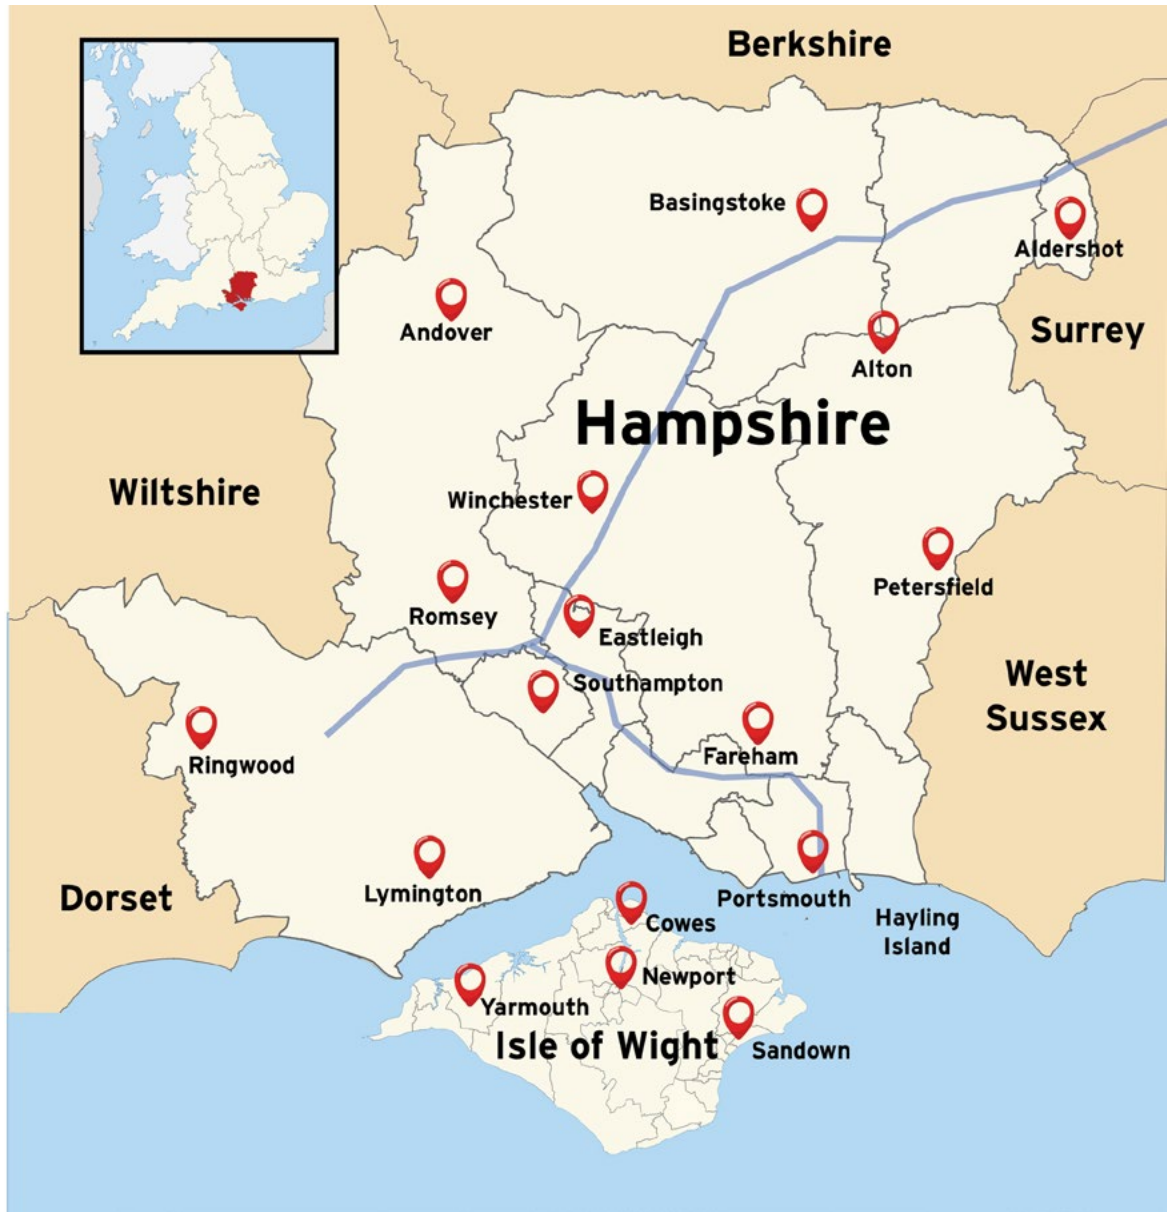 Berkshire
Basingstoke
Aldershot
Andover
Surrey
Alton
Hampshire
Wiltshire
Winchester
Petersfield
Romsey
Eastleigh
West
Sussex
Southampton
Fareham
Ringwood
Dorset
Lymington
Portsmouth
Hayling
Island
Cowes
Newport
Yarmouth
Isle of Wight
Sandown